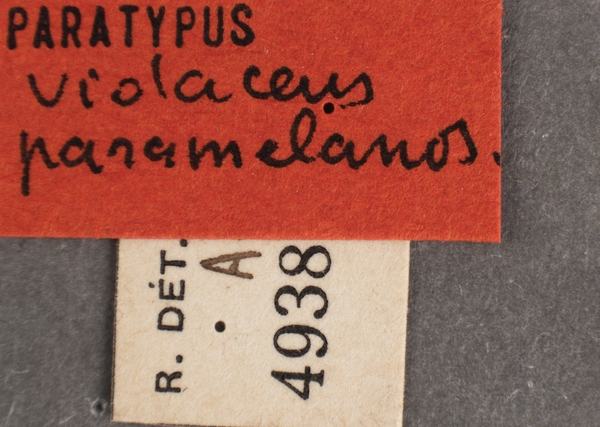 PARATYPUS
violaceus
paramelanos.
R. DÉT.
A
4938